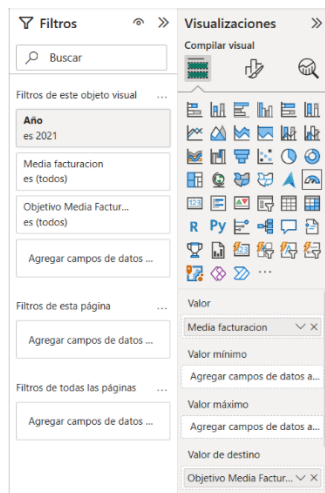 Filtros
Buscar
Filtros de este objeto visual
Año
es 2021
Media facturacion
es (todos)
Objetivo Media Factur...
es (todos)
Agregar campos de datos ...
Filtros de esta página
Agregar campos de datos ...
Filtros de todas las páginas
Agregar campos de datos ...
Visualizaciones
Compilar visual
123
R Py
Valor
Media facturacion
Valor mínimo
Agregar campos de datos a...
Valor máximo
Agregar campos de datos a...
Valor de destino
Objetivo Media Factur...